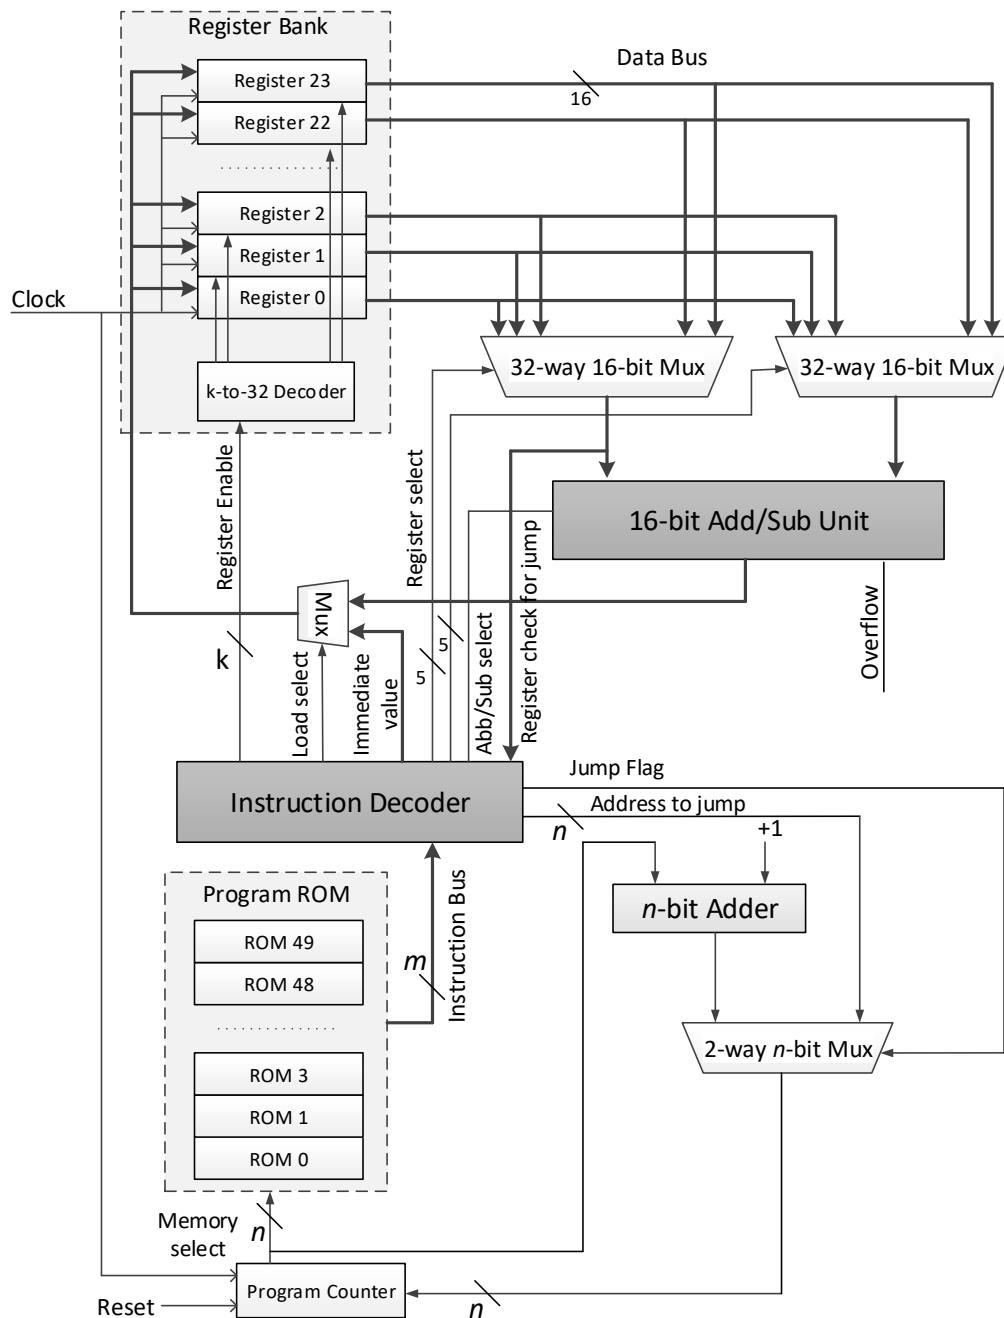 Register Bank
Data Bus
Register 23
16
Register 22
Register 2
Register 1
Clock
Register 0
32-way 16-bit Mux
32-way 16-bit Mux
k-to-32 Decoder
Register Enable
Register select
16-bit Add/Sub Unit
Register check for jump
Mux
k
5
5
Overflow
Load select
Immediate
value
Abb/Sub select
Jump Flag
Instruction Decoder
Address to jump
n
+1
Program ROM
n-bit Adder
ROM 49
Instruction Bus
m
ROM 48
2-way n-bit Mux
ROM 3
ROM 1
ROM 0
Memory
select
n
Program Counter
Reset
n